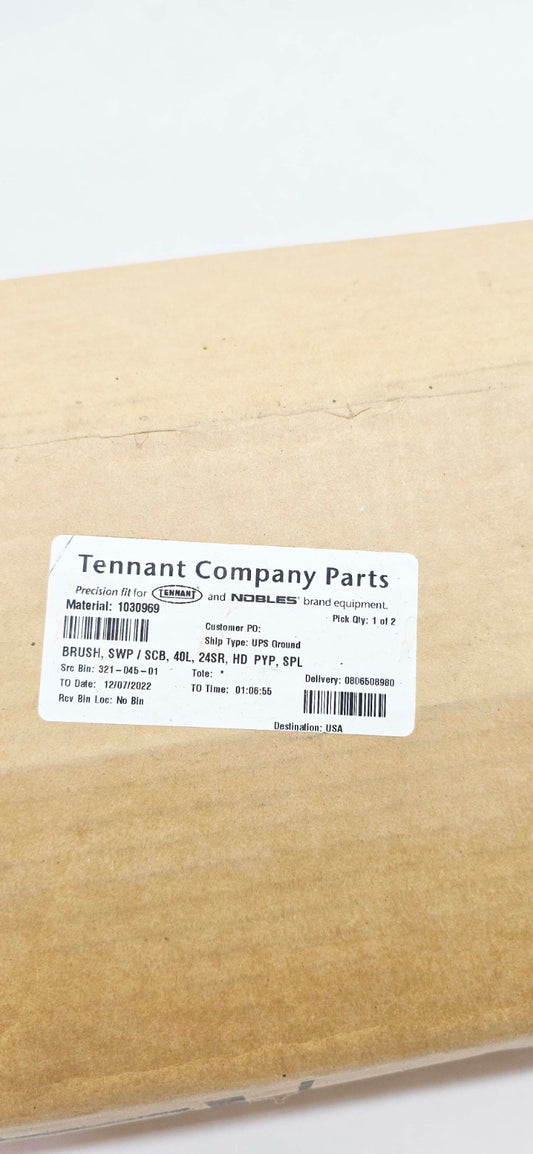 Tennant Company Parts
Precision fit for TENNANT and NOBLES® brand equipment.
Material: 1030969
Pick Qty: 1 of 2
Customer PO:
Ship Type: UPS Ground
BRUSH, SWP / SCB, 40L, 24SR, HD PYP, SPL
Src Bin: 321-045-01 Tote: * Delivery: 0806508980
TO Date: 12/07/2022 TO Time: 01:06:55
Rcv Bin Loc: No Bin
Destination: USA